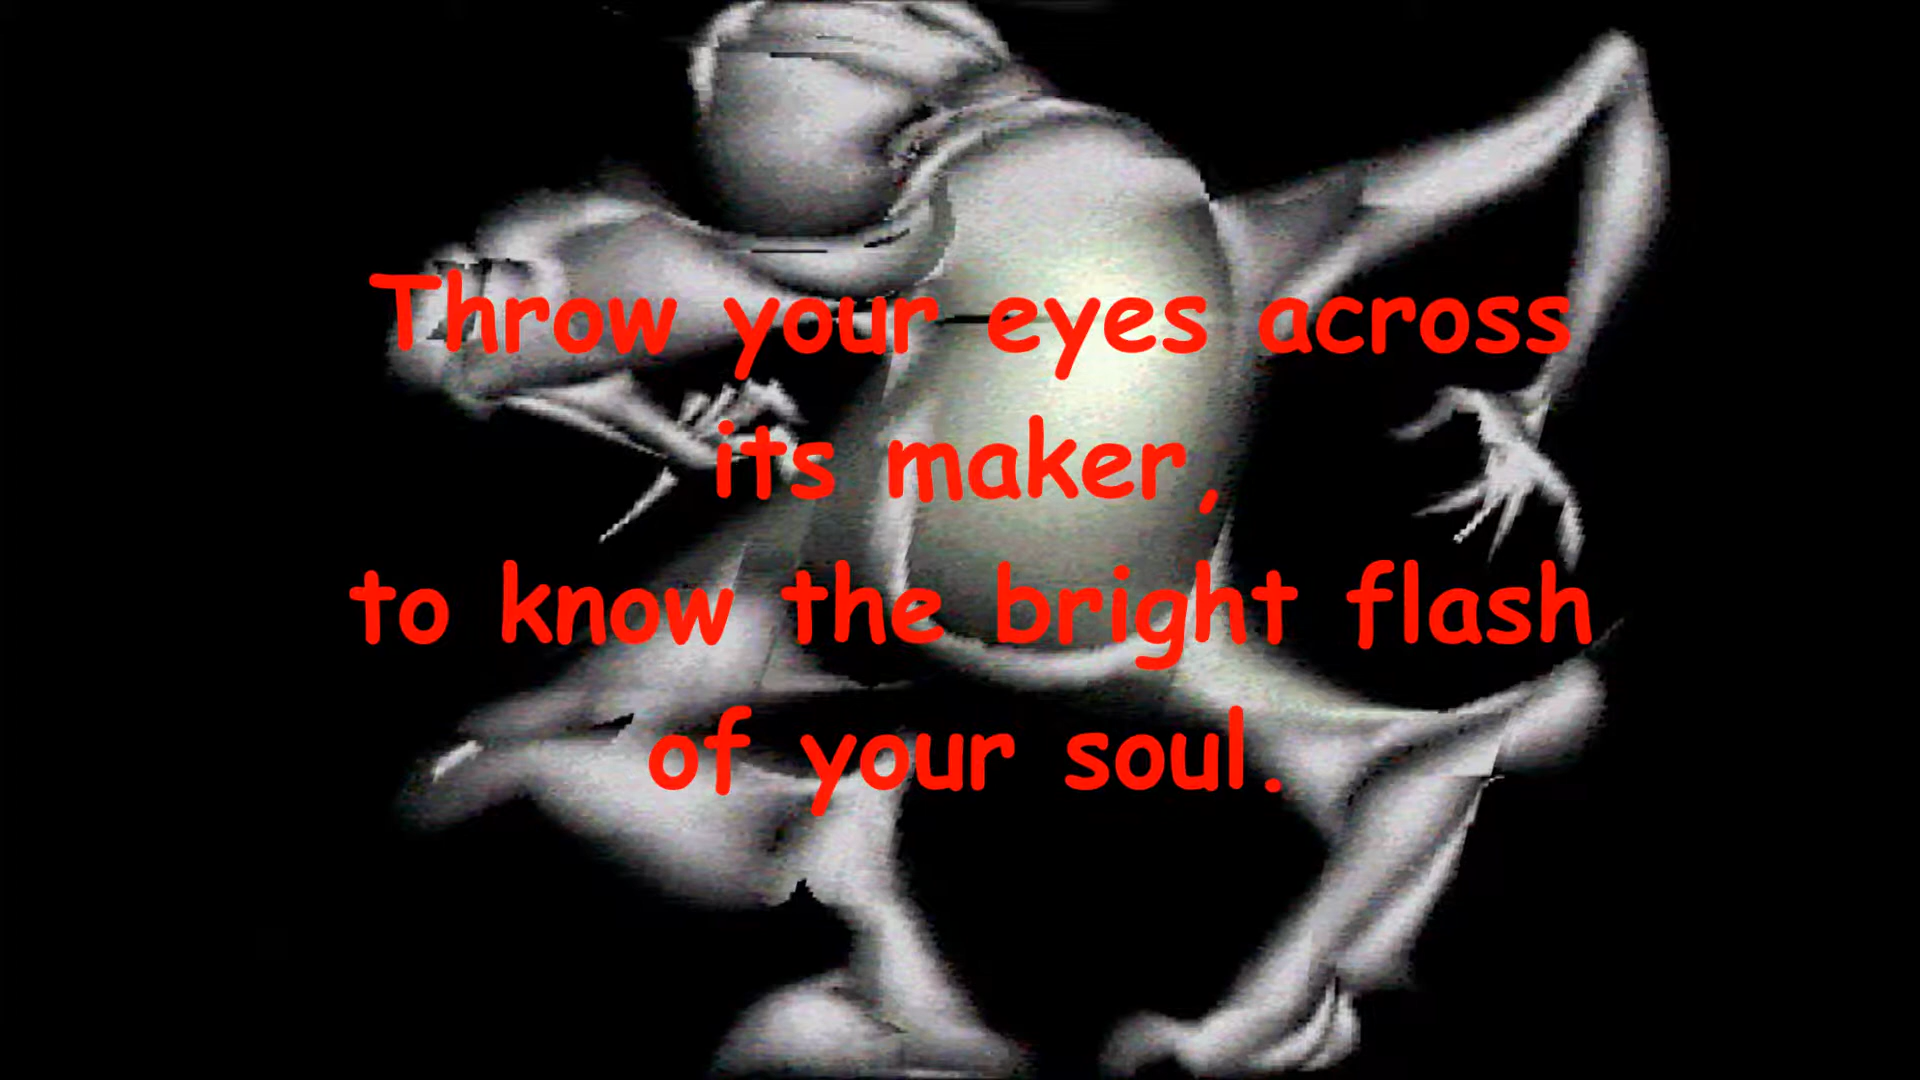 Throw your eyes across
its maker,
to know the bright flash
of your soul.